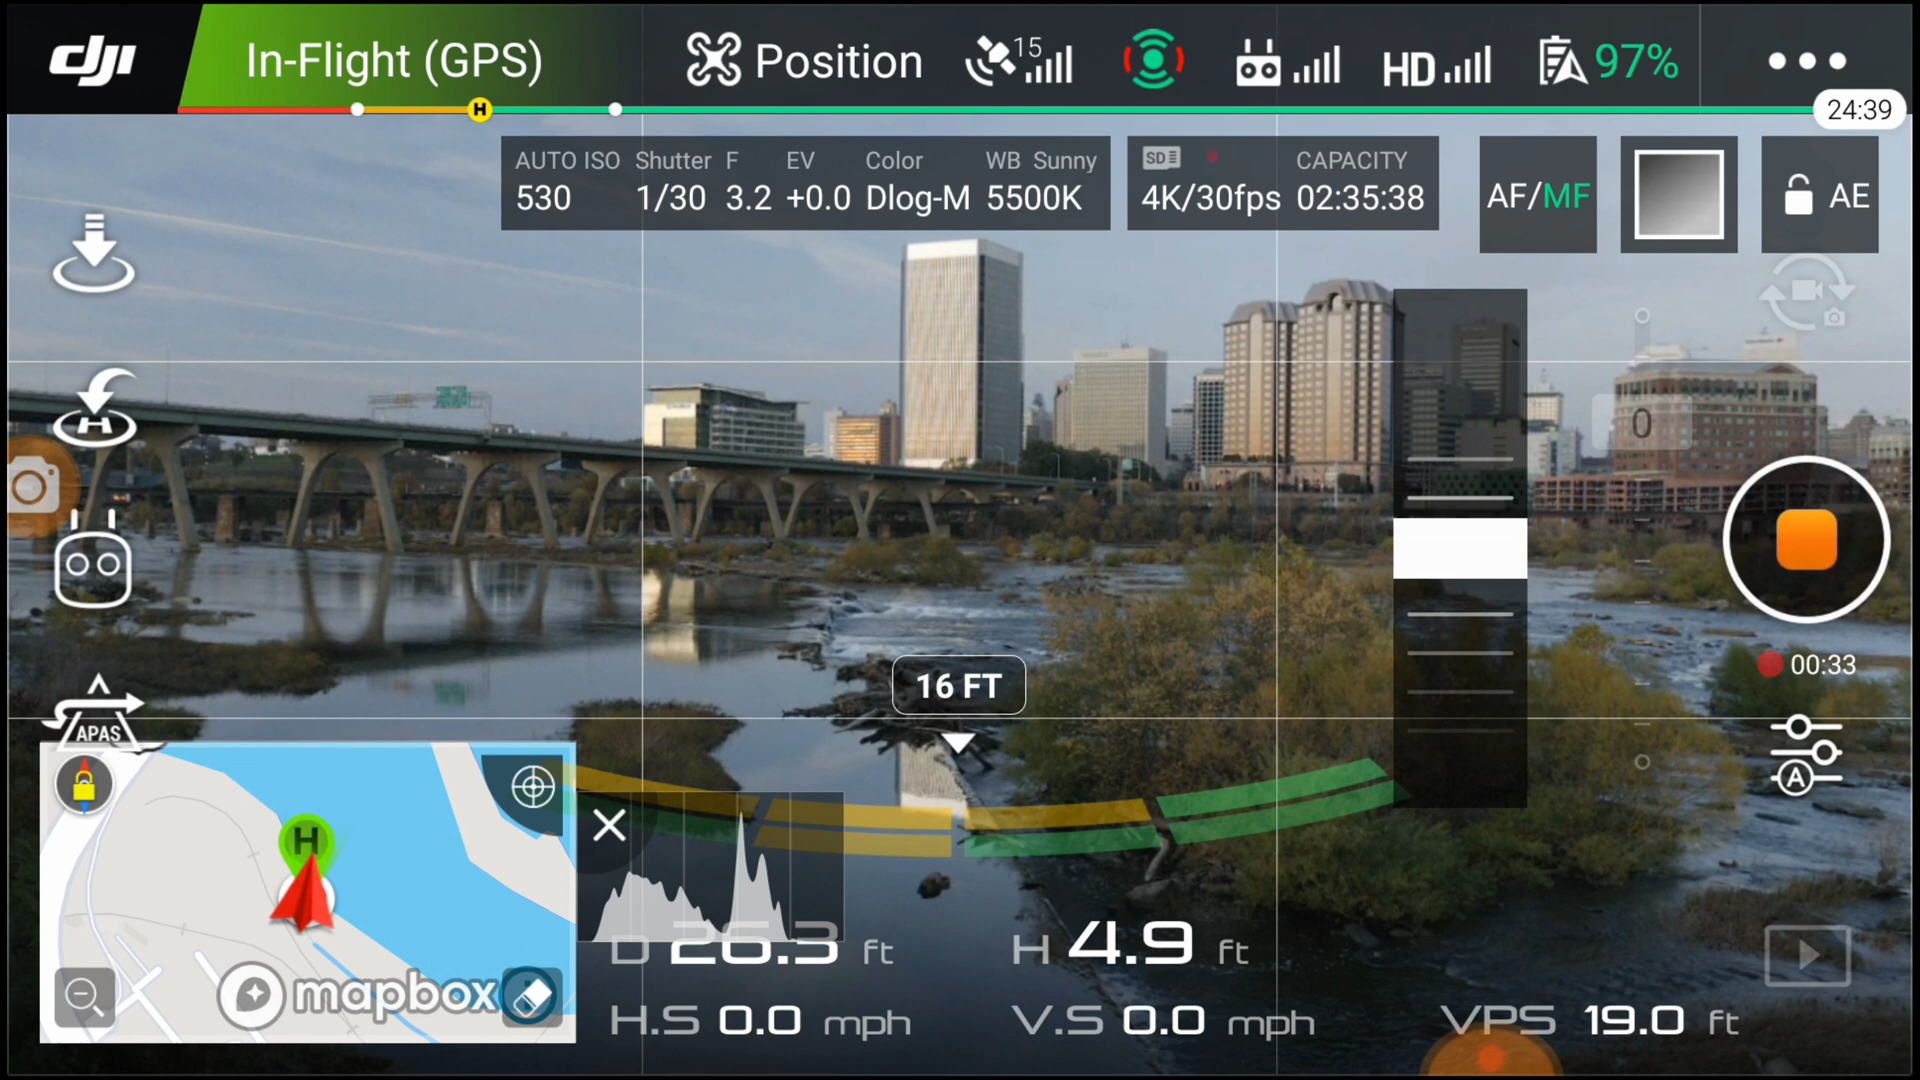 dji In-Flight (GPS) Position 15 HD 97%
H 24:39
AUTO ISO Shutter F EV Color WB Sunny
530 1/30 3.2 +0.0 Dlog-M 5500K
SD CAPACITY
4K/30fps 02:35:38
AF/MF
AE
H
0
00:33
16 FT
APAS
A
H
mapbox
D 26.3 ft H 4.9 ft
H.S 0.0 mph V.S 0.0 mph VPS 19.0 ft